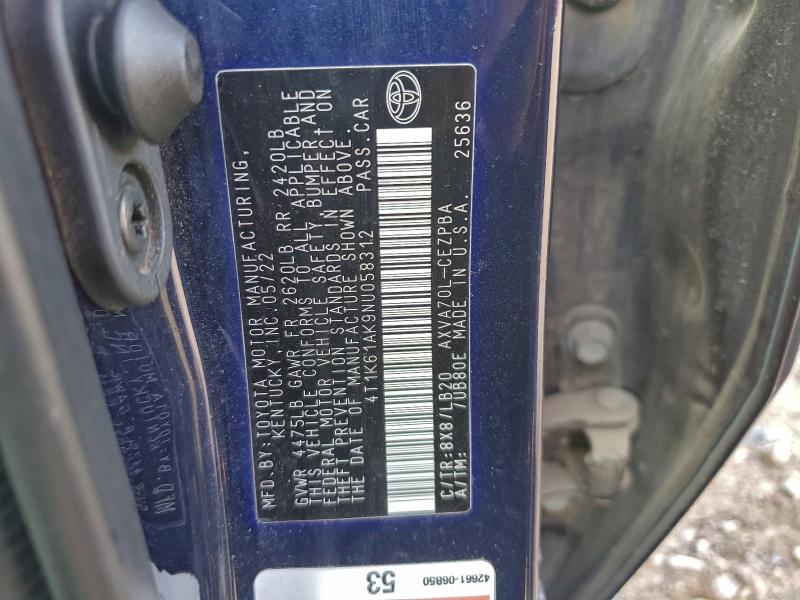 MFD. BY: TOYOTA MOTOR MANUFACTURING,
KENTUCKY, INC. 05/22
GVWR 4475LB GAWR FR 2620LB RR 2420LB
THIS VEHICLE CONFORMS TO ALL APPLICABLE
FEDERAL MOTOR VEHICLE SAFETY, BUMPER AND
THEFT PREVENTION STANDARDS IN EFFECT ON
THE DATE OF MANUFACTURE SHOWN ABOVE.
4T1K61AK9NU058312 PASS.CAR
C/TR:8X8/LB20 AXVA70L-CEZPBA
A/TM: /UB80E MADE IN U.S.A. 25636
53
42661-06B50